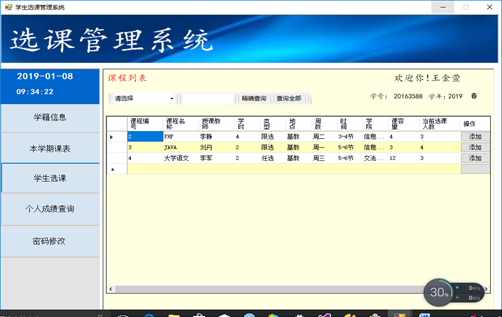 学生选课管理系统
选课管理系统
2019-01-08
09:34:22
学籍信息
本学期课表
学生选课
个人成绩查询
密码修改
课程列表
欢迎你!王金萱
学号: 20163588 学年:2019 春
请选择 精确查询 查询全部
课程编号 课程名称 授课教师 学时 类型 地点 周数 时间 学院 课容量 当前选课人数 操作
2 PHP 李静 4 限选 基教 周二 3-4节 信息... 4 3 添加
3 JAVA 刘丹 2 限选 基教 周一 5-6节 信息... 3 4 添加
4 大学语文 李军 2 任选 基教 周三 5-6节 文法... 12 3 添加
添加
30%
0K/s
0K/s